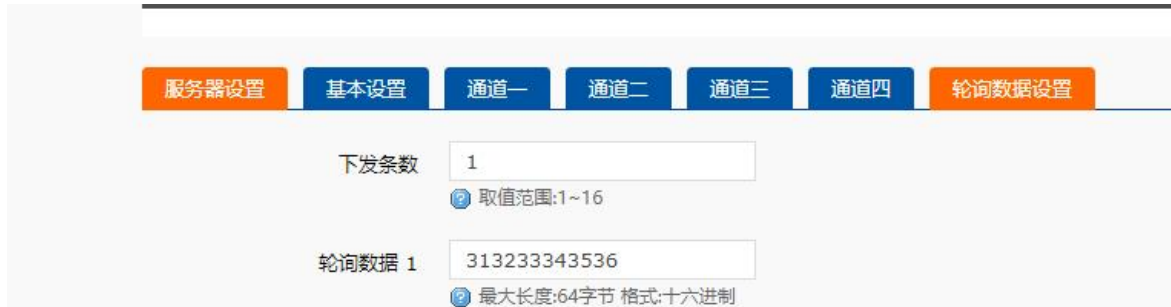 服务器设置 基本设置 通道一 通道二 通道三 通道四 轮询数据设置
下发条数 1
取值范围:1~16
轮询数据 1 313233343536
最大长度:64字节 格式:十六进制